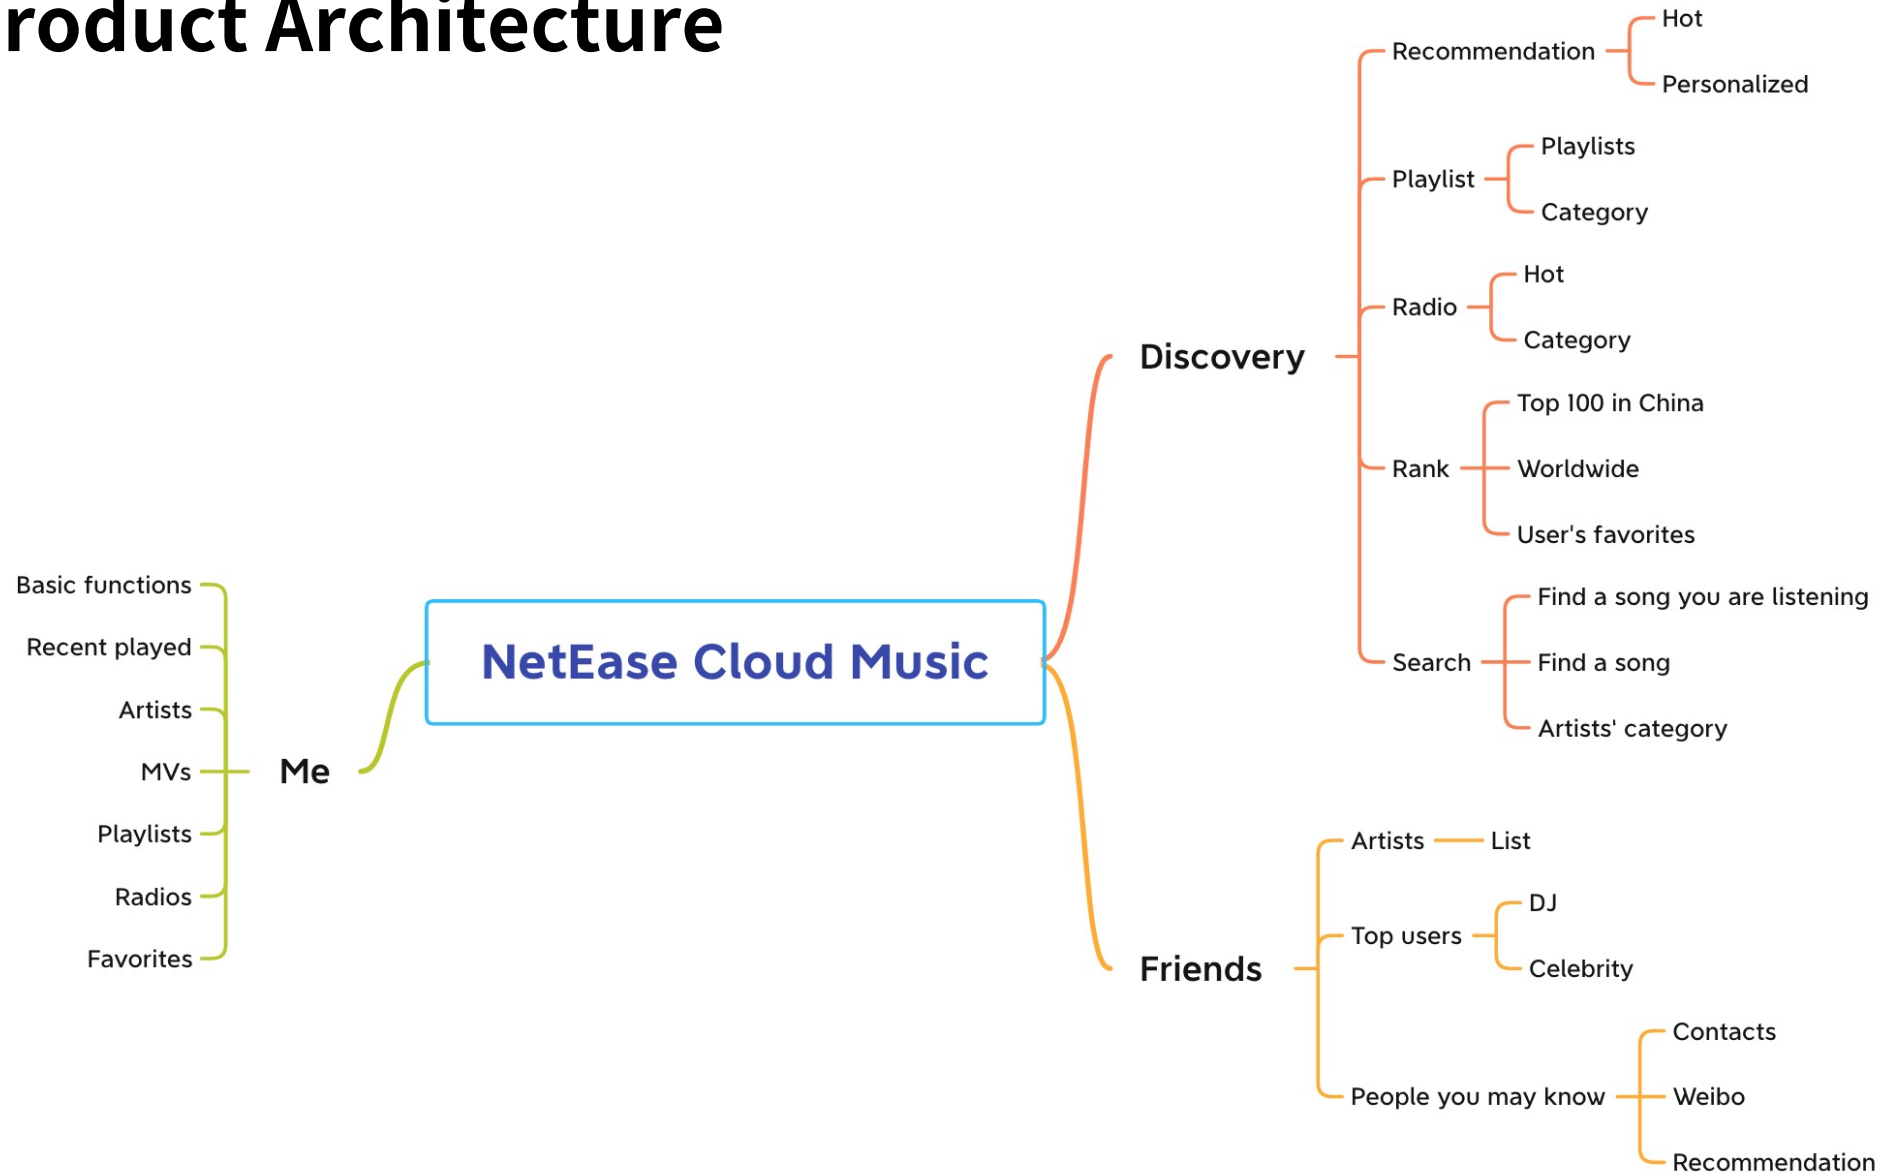 roduct Architecture
Hot
Recommendation
Personalized
Playlists
Playlist
Category
Hot
Radio
Category
Discovery
Top 100 in China
Rank
Worldwide
User's favorites
Find a song you are listening
Search
Find a song
Artists' category
NetEase Cloud Music
Basic functions
Recent played
Artists
MVs
Me
Playlists
Radios
Favorites
Artists
List
DJ
Top users
Celebrity
Friends
Contacts
People you may know
Weibo
Recommendation